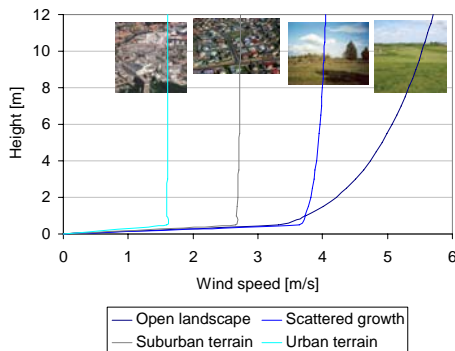 12
10
8
6
4
2
0
Height [m]
0 1 2 3 4 5 6
Wind speed [m/s]
Open landscape Scattered growth
Suburban terrain Urban terrain